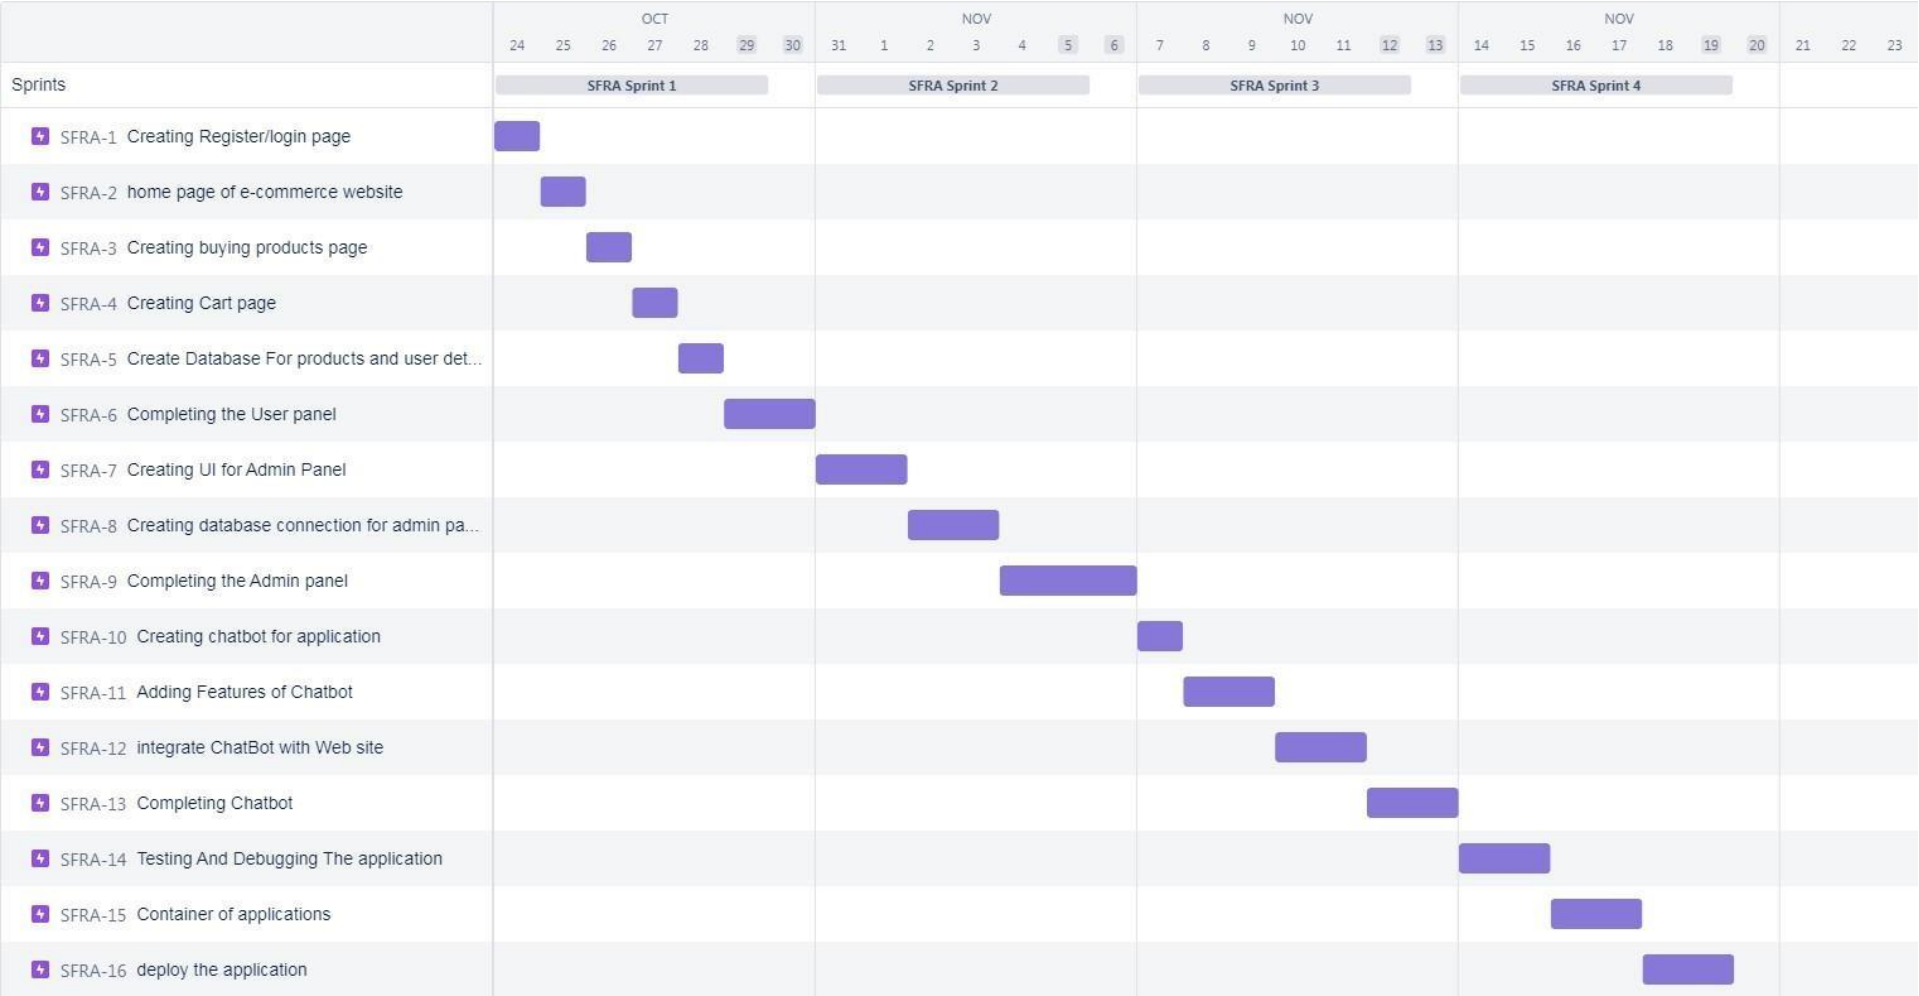 OCT NOV NOV NOV
24 25 26 27 28 29 30 31 1 2 3 4 5 6 7 8 9 10 11 12 13 14 15 16 17 18 19 20 21 22 23
Sprints SFRA Sprint 1 SFRA Sprint 2 SFRA Sprint 3 SFRA Sprint 4
SFRA-1 Creating Register/login page
SFRA-2 home page of e-commerce website
SFRA-3 Creating buying products page
SFRA-4 Creating Cart page
SFRA-5 Create Database For products and user det...
SFRA-6 Completing the User panel
SFRA-7 Creating UI for Admin Panel
SFRA-8 Creating database connection for admin pa...
SFRA-9 Completing the Admin panel
SFRA-10 Creating chatbot for application
SFRA-11 Adding Features of Chatbot
SFRA-12 integrate ChatBot with Web site
SFRA-13 Completing Chatbot
SFRA-14 Testing And Debugging The application
SFRA-15 Container of applications
SFRA-16 deploy the application